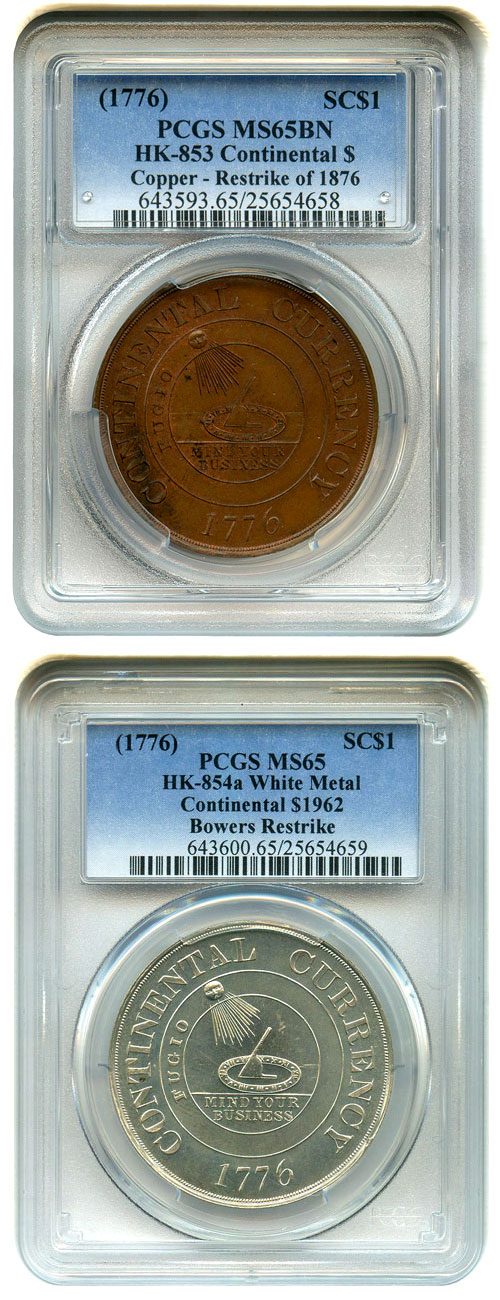 (1776) SC$1
PCGS MS65BN
HK-853 Continental $
Copper - Restrike of 1876
643593.65/25654658
CONTINENTAL CURRENCY
FUGIO
MIND YOUR
BUSINESS
1776
(1776) SC$1
PCGS MS65
HK-854a White Metal
Continental $1962
Bowers Restrike
643600.65/25654659
CONTINENTAL CURRENCY
FUGIO
MIND YOUR
BUSINESS
1776